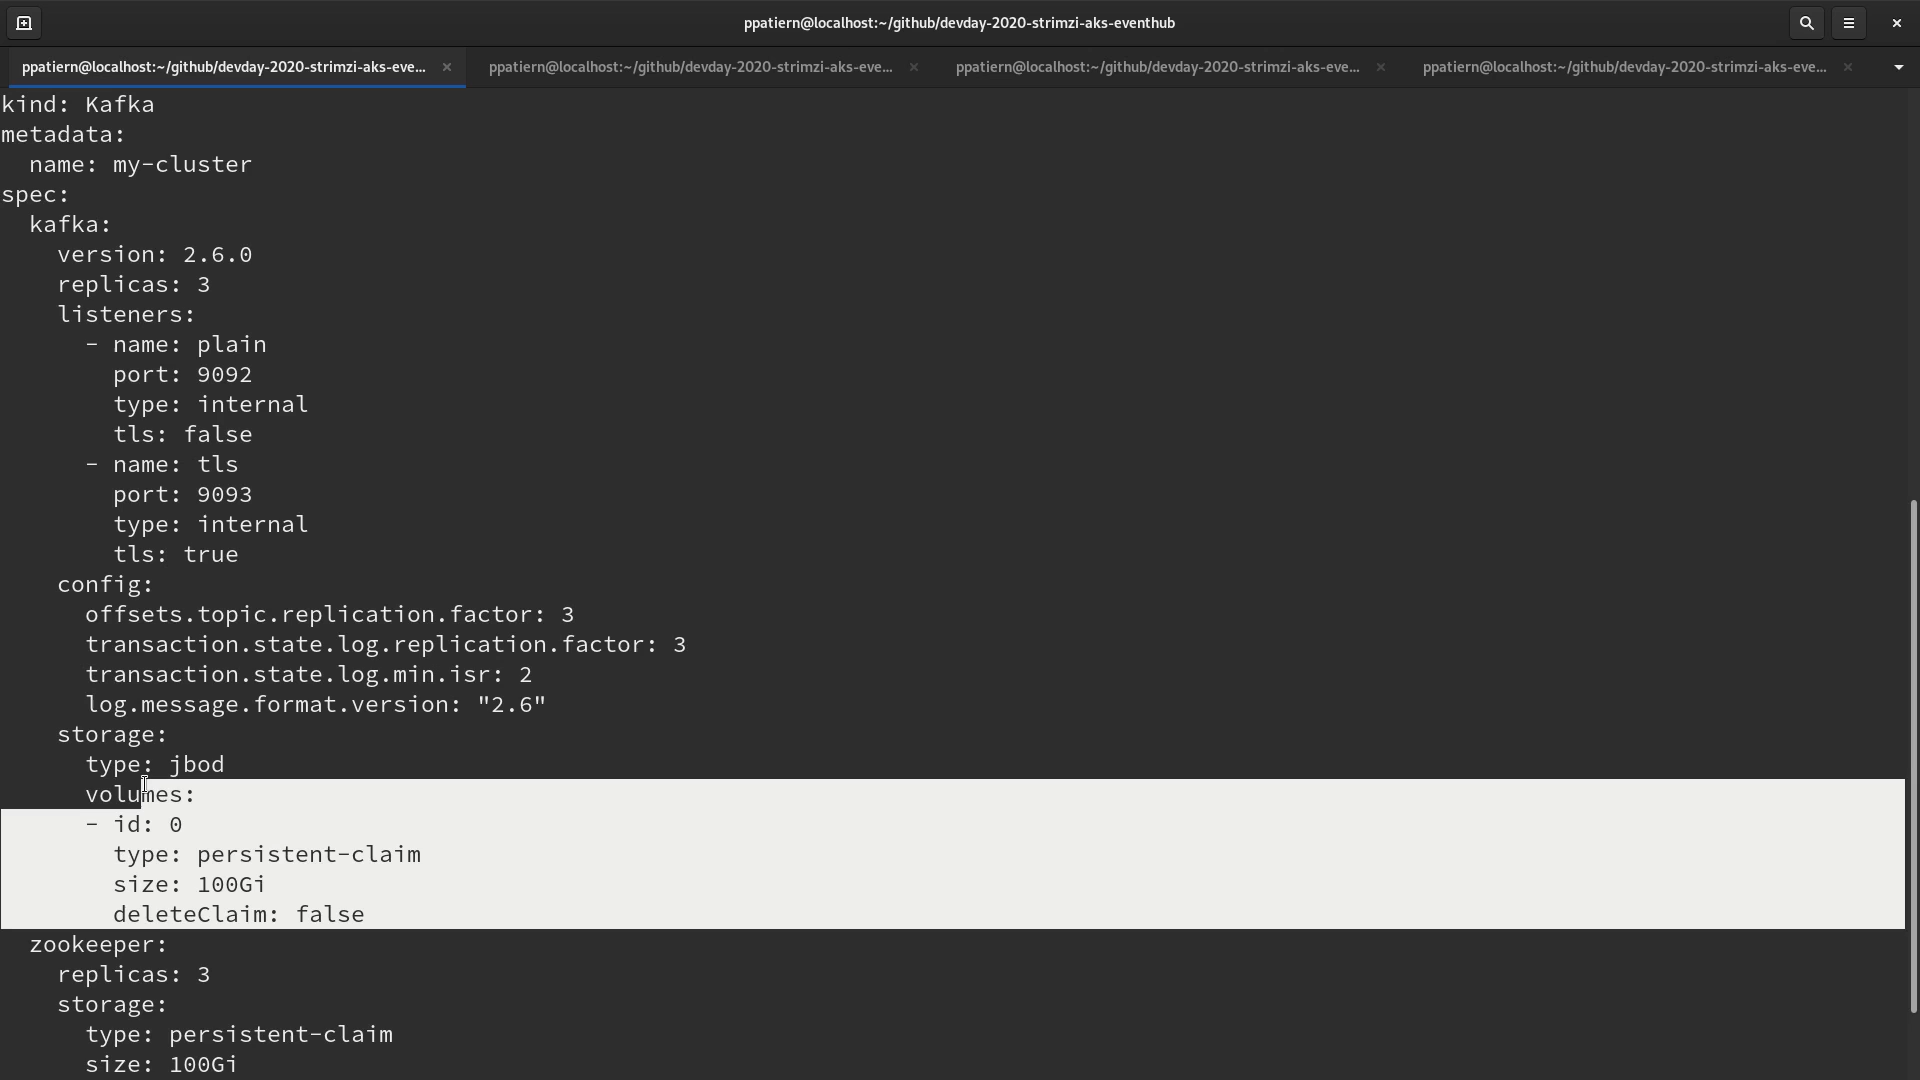 ppatiern@localhost:~/github/devday-2020-strimzi-aks-eventhub
ppatiern@localhost:~/github/devday-2020-strimzi-aks-eve...
ppatiern@localhost:~/github/devday-2020-strimzi-aks-eve...
ppatiern@localhost:~/github/devday-2020-strimzi-aks-eve...
ppatiern@localhost:~/github/devday-2020-strimzi-aks-eve...
kind: Kafka
metadata:
  name: my-cluster
spec:
  kafka:
    version: 2.6.0
    replicas: 3
    listeners:
      - name: plain
        port: 9092
        type: internal
        tls: false
      - name: tls
        port: 9093
        type: internal
        tls: true
    config:
      offsets.topic.replication.factor: 3
      transaction.state.log.replication.factor: 3
      transaction.state.log.min.isr: 2
      log.message.format.version: "2.6"
    storage:
      type: jbod
      volumes:
      - id: 0
        type: persistent-claim
        size: 100Gi
        deleteClaim: false
  zookeeper:
    replicas: 3
    storage:
      type: persistent-claim
      size: 100Gi